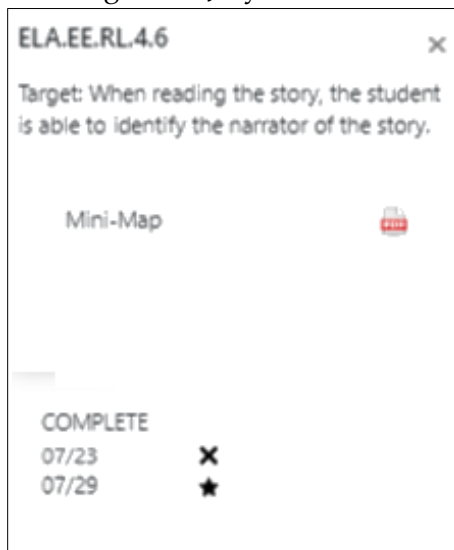 ELA.EE.RL.4.6
Target: When reading the story, the student
is able to identify the narrator of the story.
Mini-Map
PDF
COMPLETE
07/23
07/29